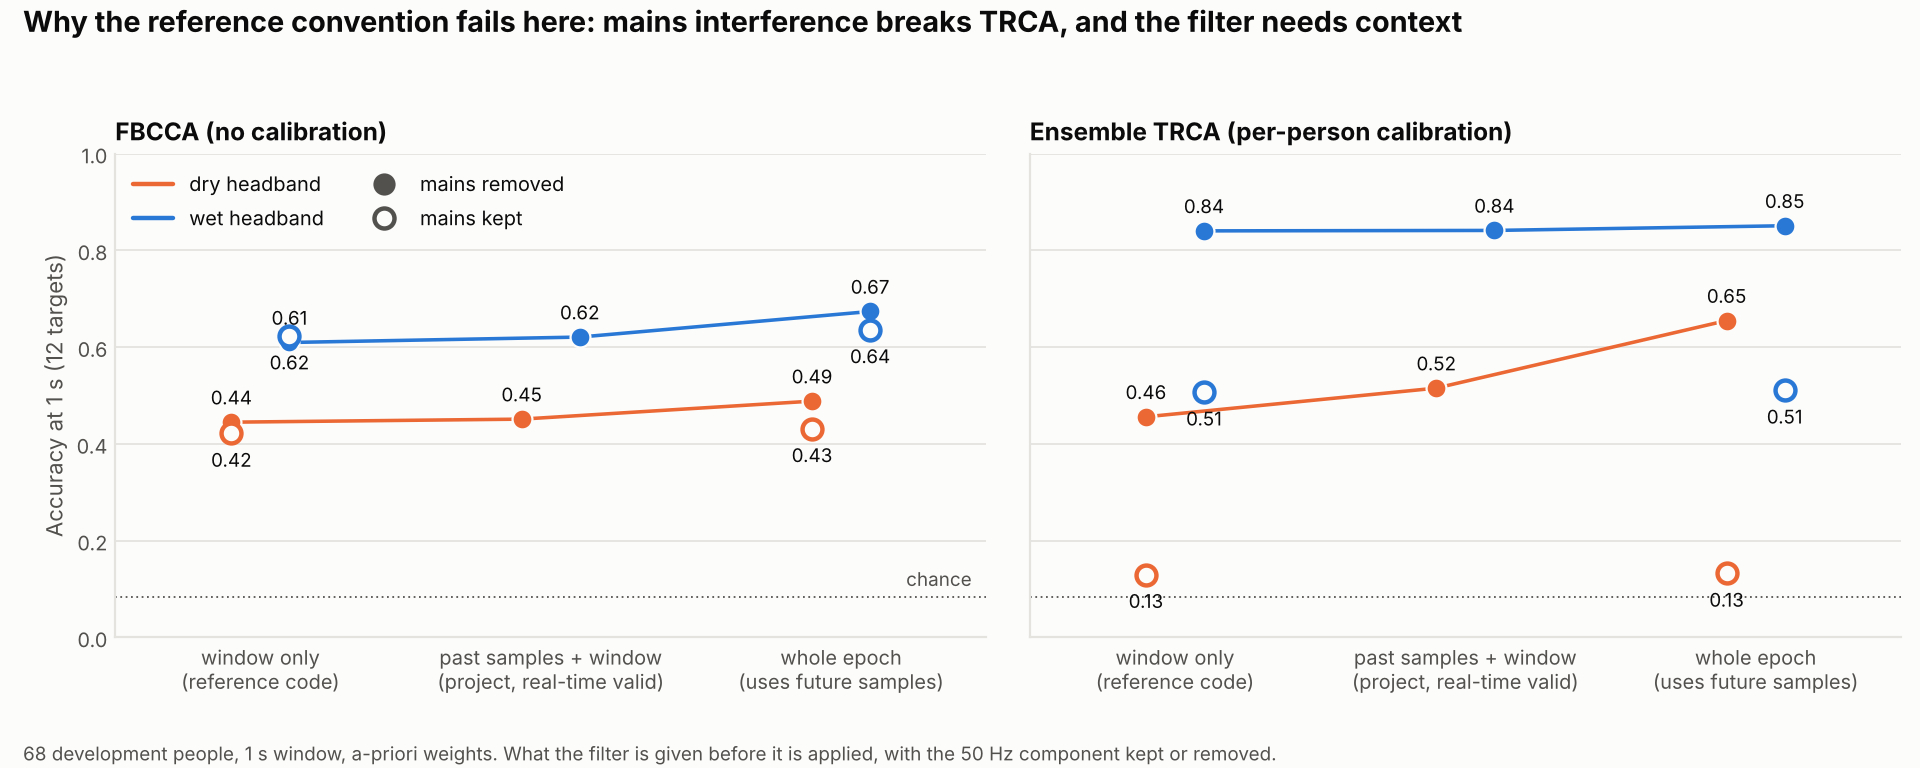 Why the reference convention fails here: mains interference breaks TRCA, and the filter needs context
FBCCA (no calibration)
Accuracy at 1 s (12 targets)
1.0
0.8
0.6
0.4
0.2
0.0
dry headband
wet headband
mains removed
mains kept
0.61
0.62
0.62
0.67
0.64
0.44
0.42
0.45
0.49
0.43
chance
window only
(reference code)
past samples + window
(project, real-time valid)
whole epoch
(uses future samples)
Ensemble TRCA (per-person calibration)
0.84
0.84
0.85
0.46
0.51
0.52
0.65
0.51
0.13
0.13
window only
(reference code)
past samples + window
(project, real-time valid)
whole epoch
(uses future samples)
68 development people, 1 s window, a-priori weights. What the filter is given before it is applied, with the 50 Hz component kept or removed.